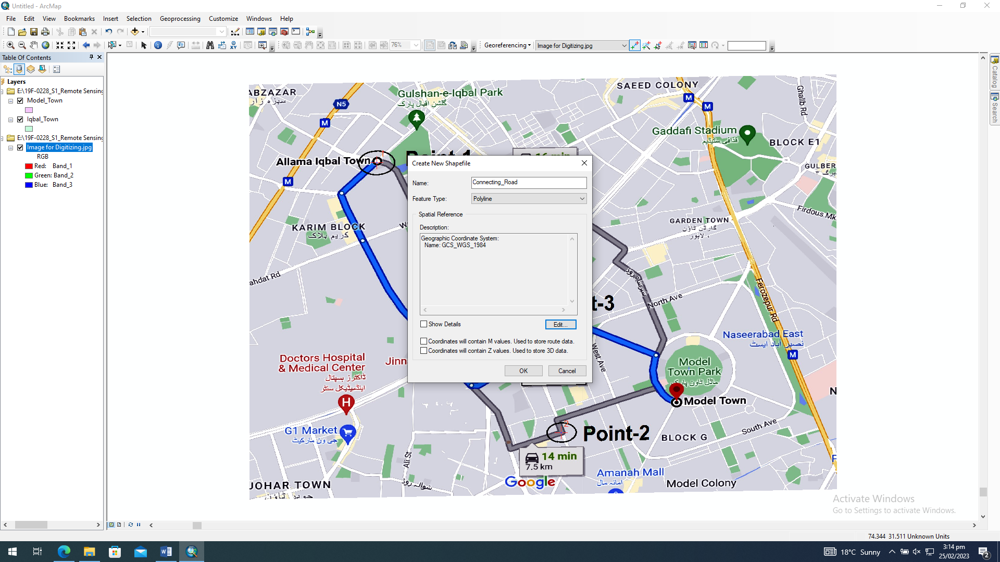 Untitled - ArcMap
File Edit View Bookmarks Insert Selection Geoprocessing Customize Windows Help
76%
Georeferencing
Image for Digitizing.jpg
Table Of Contents
Layers
E:\19F-0228_S1_Remote Sensing
Model_Town
Iqbal_Town
E:\19F-0228_S1_Remote Sensing
Image for Digitizing.jpg
RGB
Red: Band_1
Green: Band_2
Blue: Band_3
Catalog
Search
ABZAZAR
سبزہ زار
N5
M
Gulshan-e-Iqbal Park
گلشن اقبال پارک
SAEED COLONY
M
M
Ghalib Rd
Gaddafi Stadium
قذافی سٹیڈیم
BLOCK E1
GULBER
Allama Iqbal Town
1
M
KARIM BLOCK
کریم بلاک
ahdat Rd
GARDEN TOWN
گارڈن ٹاؤن
لاہور
Firdous Mk
t-3
North Ave
Ferozepur Rd
Naseerabad East
نصیر آباد ایسٹ
M
West Ave
Model
Town Park
ماڈل ٹاؤن پارک
Model Town
Doctors Hospital
& Medical Center
ڈاکٹرز ہسپتال
اینڈمیڈیکل سنٹر
Jinn
H
G1 Market
جی ون مارکیٹ
Ali St
2
Point-2
BLOCK G
South Ave
14 min
7.5 km
Google
Amanah Mall
امانہ مال
Model Colony
JOHAR TOWN
شوالہ روڈ
Create New Shapefile
Name:
Connecting_Road
Feature Type:
Polyline
Spatial Reference
Description:
Geographic Coordinate System:
Name: GCS_WGS_1984
Show Details
Edit...
Coordinates will contain M values. Used to store route data.
Coordinates will contain Z values. Used to store 3D data.
OK
Cancel
Activate Windows
Go to Settings to activate Windows.
74.344 31.511 Unknown Units
18°C Sunny
3:14 pm
25/02/2023
2